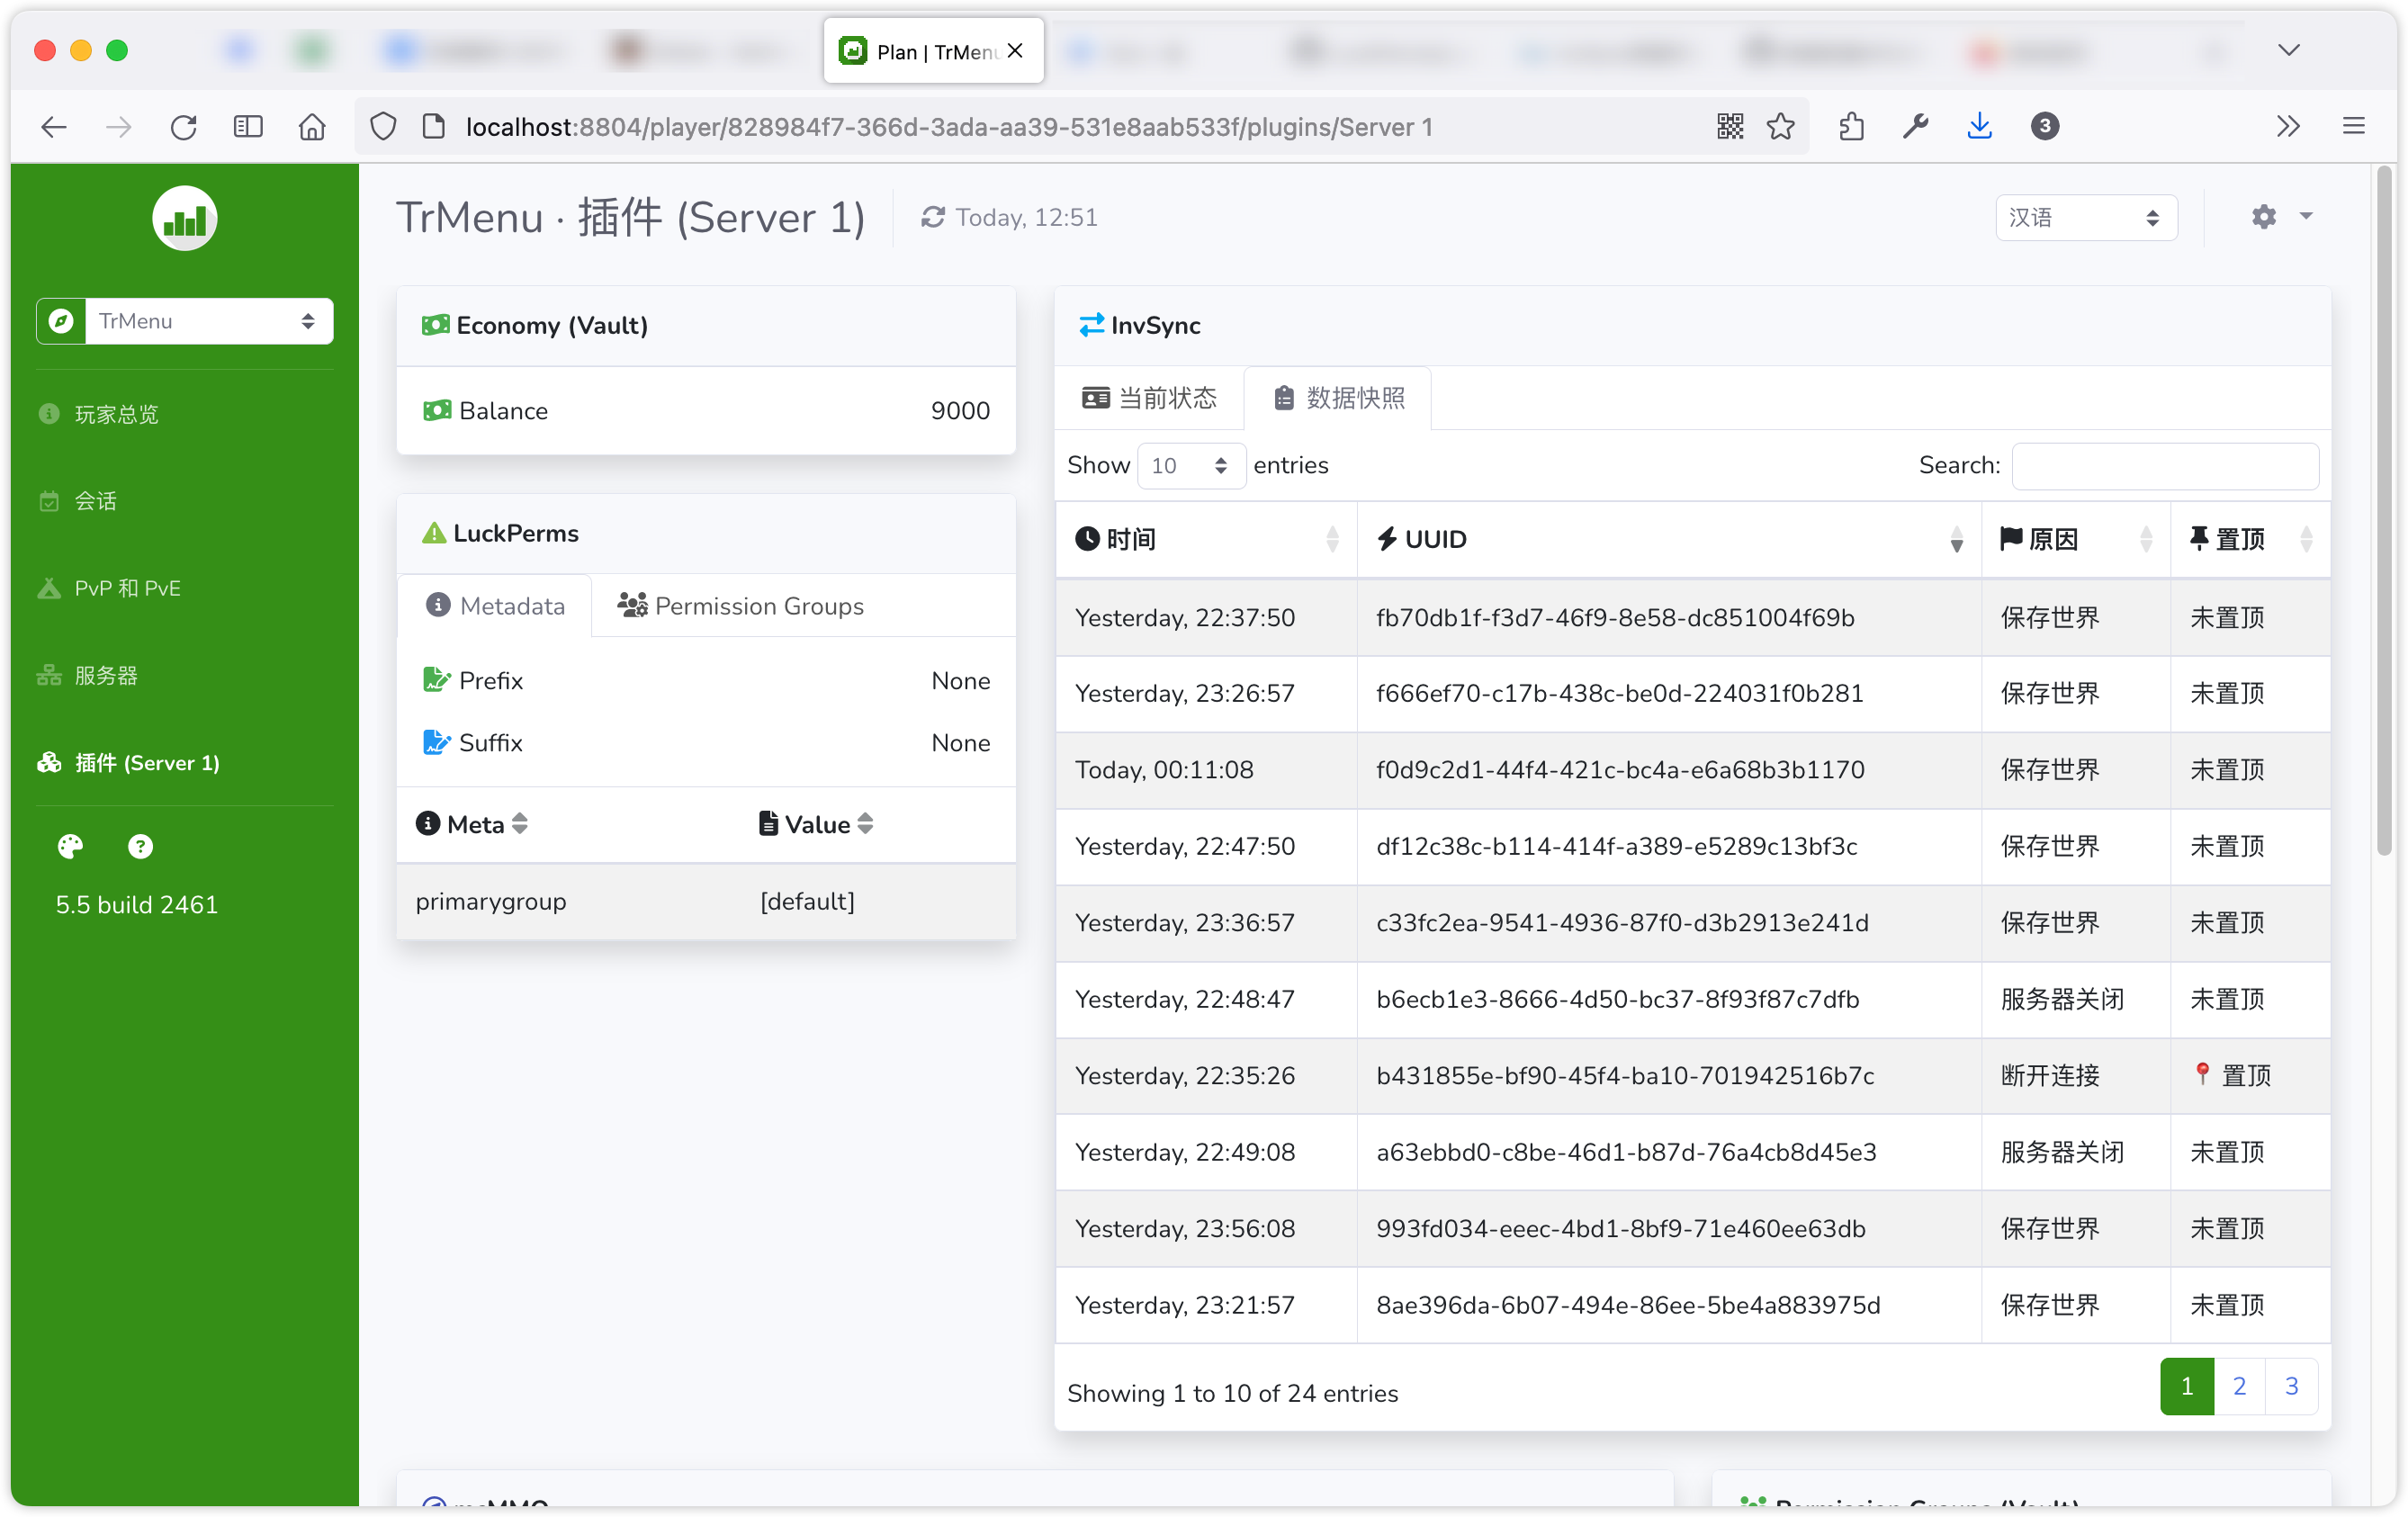 Plan | TrMenu
localhost:8804/player/828984f7-366d-3ada-aa39-531e8aab533f/plugins/Server 1
3
TrMenu · 插件 (Server 1)
Today, 12:51
汉语
TrMenu
玩家总览
会话
PvP 和 PvE
服务器
插件 (Server 1)
?
5.5 build 2461
Economy (Vault)
Balance 9000
LuckPerms
Metadata Permission Groups
Prefix None
Suffix None
Meta Value
primarygroup [default]
InvSync
当前状态 数据快照
Show 10 entries Search:
时间 UUID 原因 置顶
Yesterday, 22:37:50 fb70db1f-f3d7-46f9-8e58-dc851004f69b 保存世界 未置顶
Yesterday, 23:26:57 f666ef70-c17b-438c-be0d-224031f0b281 保存世界 未置顶
Today, 00:11:08 f0d9c2d1-44f4-421c-bc4a-e6a68b3b1170 保存世界 未置顶
Yesterday, 22:47:50 df12c38c-b114-414f-a389-e5289c13bf3c 保存世界 未置顶
Yesterday, 23:36:57 c33fc2ea-9541-4936-87f0-d3b2913e241d 保存世界 未置顶
Yesterday, 22:48:47 b6ecb1e3-8666-4d50-bc37-8f93f87c7dfb 服务器关闭 未置顶
Yesterday, 22:35:26 b431855e-bf90-45f4-ba10-701942516b7c 断开连接 📍 置顶
Yesterday, 22:49:08 a63ebbd0-c8be-46d1-b87d-76a4cb8d45e3 服务器关闭 未置顶
Yesterday, 23:56:08 993fd034-eeec-4bd1-8bf9-71e460ee63db 保存世界 未置顶
Yesterday, 23:21:57 8ae396da-6b07-494e-86ee-5be4a883975d 保存世界 未置顶
Showing 1 to 10 of 24 entries 1 2 3
mcMMO
Permission Groups (Vault)